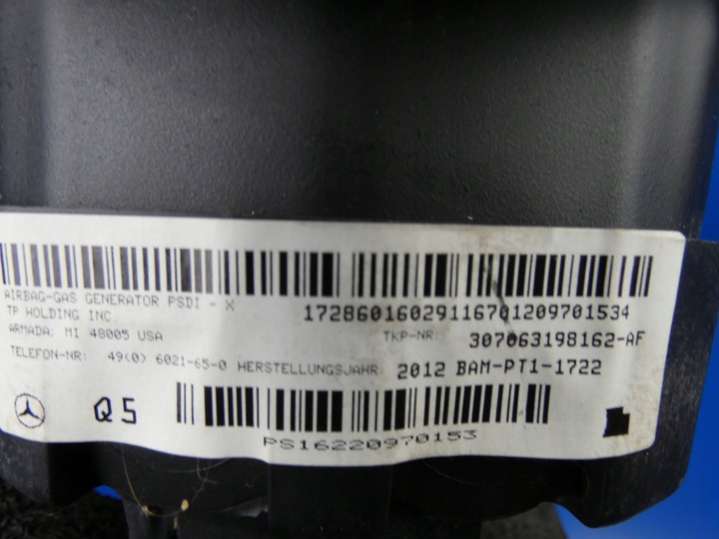 AIRBAG-GAS GENERATOR PSDI - X
17286016029116701209701534
TP HOLDING INC.
TKP-NR: 307063198162-AF
ARMADA, MI 48005 USA
TELEFON-NR: 49(0) 6021-65-0 HERSTELLUNGSJAHR: 2012 BAM-PT1-1722
Q5
PS16220970153